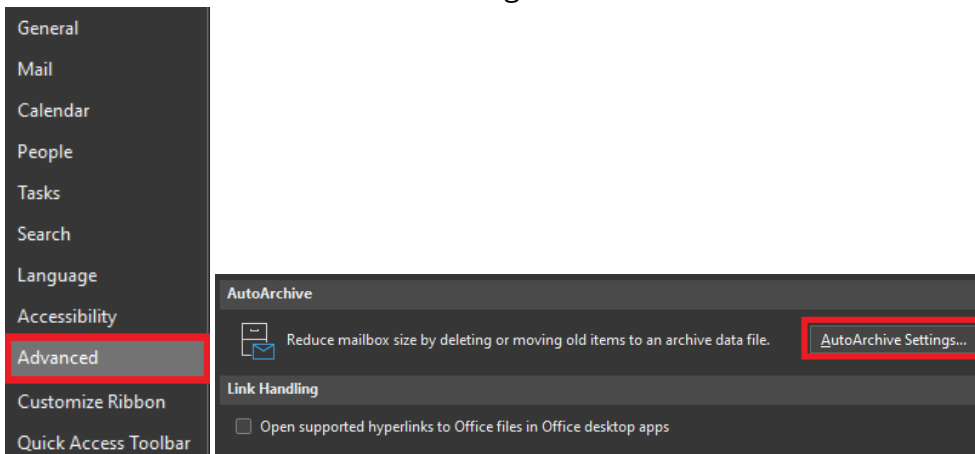 General
Mail
Calendar
People
Tasks
Search
Language
Accessibility
Advanced
Customize Ribbon
Quick Access Toolbar
AutoArchive
Reduce mailbox size by deleting or moving old items to an archive data file.
AutoArchive Settings...
Link Handling
Open supported hyperlinks to Office files in Office desktop apps